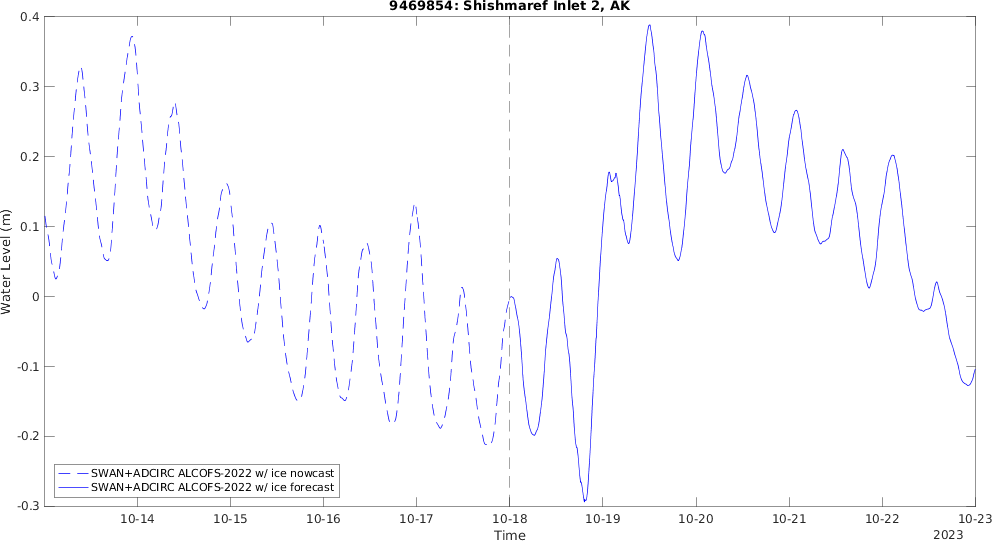 9469854: Shishmaref Inlet 2, AK
0.4
0.3
0.2
0.1
0
-0.1
-0.2
-0.3
Water Level (m)
SWAN+ADCIRC ALCOFS-2022 w/ ice nowcast
SWAN+ADCIRC ALCOFS-2022 w/ ice forecast
10-14 10-15 10-16 10-17 10-18 10-19 10-20 10-21 10-22 10-23
Time
2023